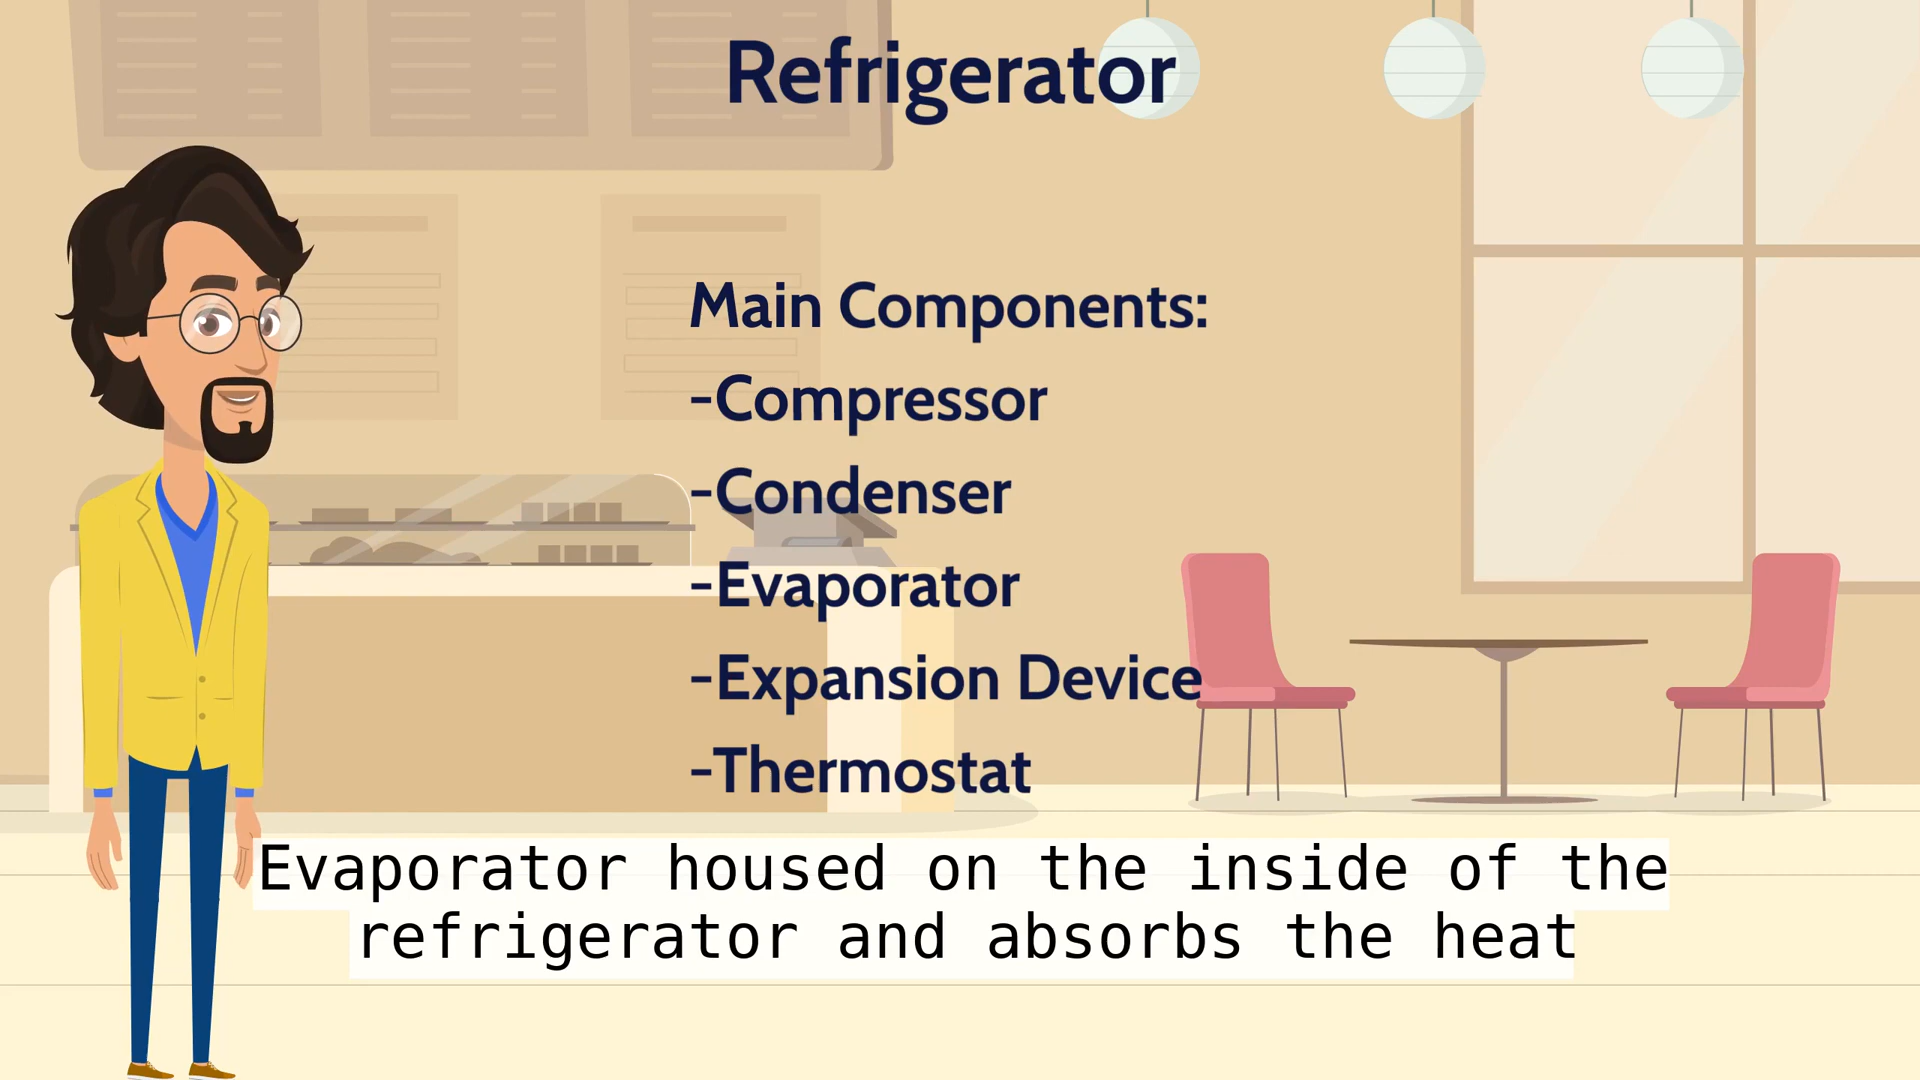 Refrigerator
Main Components:
-Compressor
-Condenser
-Evaporator
-Expansion Device
-Thermostat
Evaporator housed on the inside of the
refrigerator and absorbs the heat